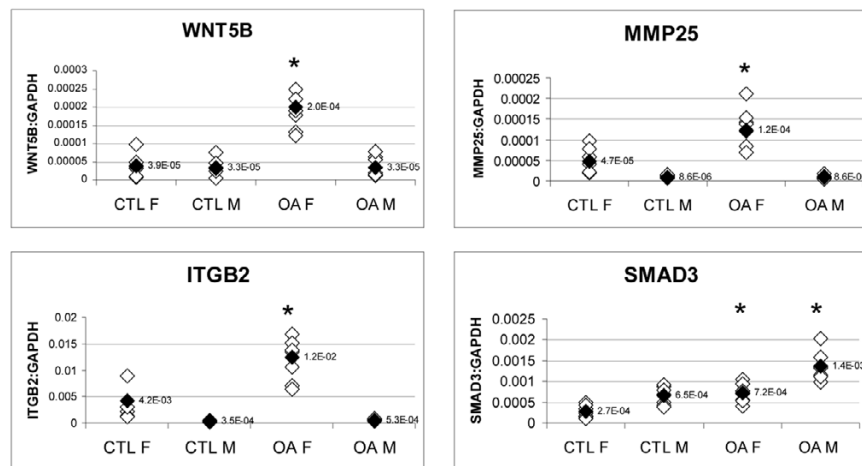 WNT5B
*
0.0003
0.00025
0.0002
0.00015
0.0001
0.00005
0
WNT5B:GAPDH
3.9E-05
3.3E-05
2.0E-04
3.3E-05
CTL F CTL M OA F OA M
MMP25
*
0.00025
0.0002
0.00015
0.0001
0.00005
0
MMP25:GAPDH
4.7E-05
8.6E-06
1.2E-04
8.6E-0
CTL F CTL M OA F OA M
ITGB2
*
0.02
0.015
0.01
0.005
0
ITGB2:GAPDH
4.2E-03
3.5E-04
1.2E-02
5.3E-04
CTL F CTL M OA F OA M
SMAD3
* *
0.0025
0.002
0.0015
0.001
0.0005
0
SMAD3:GAPDH
2.7E-04
6.5E-04
7.2E-04
1.4E-03
CTL F CTL M OA F OA M